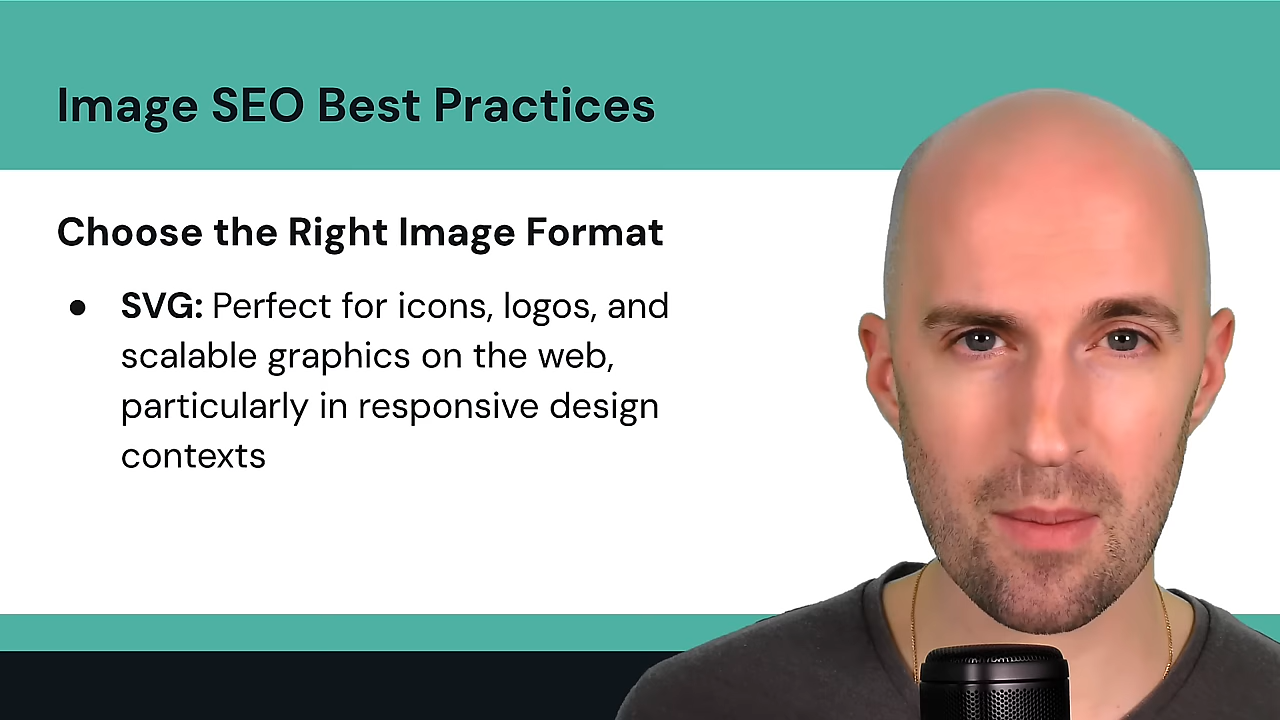 Image SEO Best Practices
Choose the Right Image Format
● SVG: Perfect for icons, logos, and
scalable graphics on the web,
particularly in responsive design
contexts